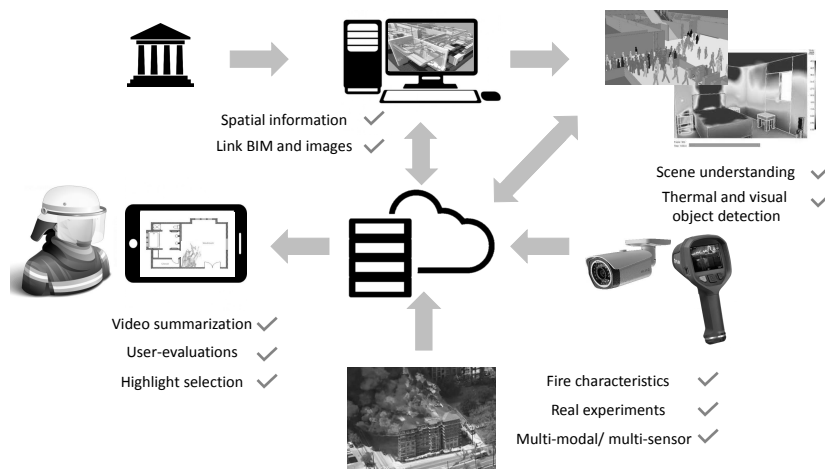 Spatial information
Link BIM and images
Scene understanding
Thermal and visual
object detection
Video summarization
User-evaluations
Highlight selection
Fire characteristics
Real experiments
Multi-modal/ multi-sensor